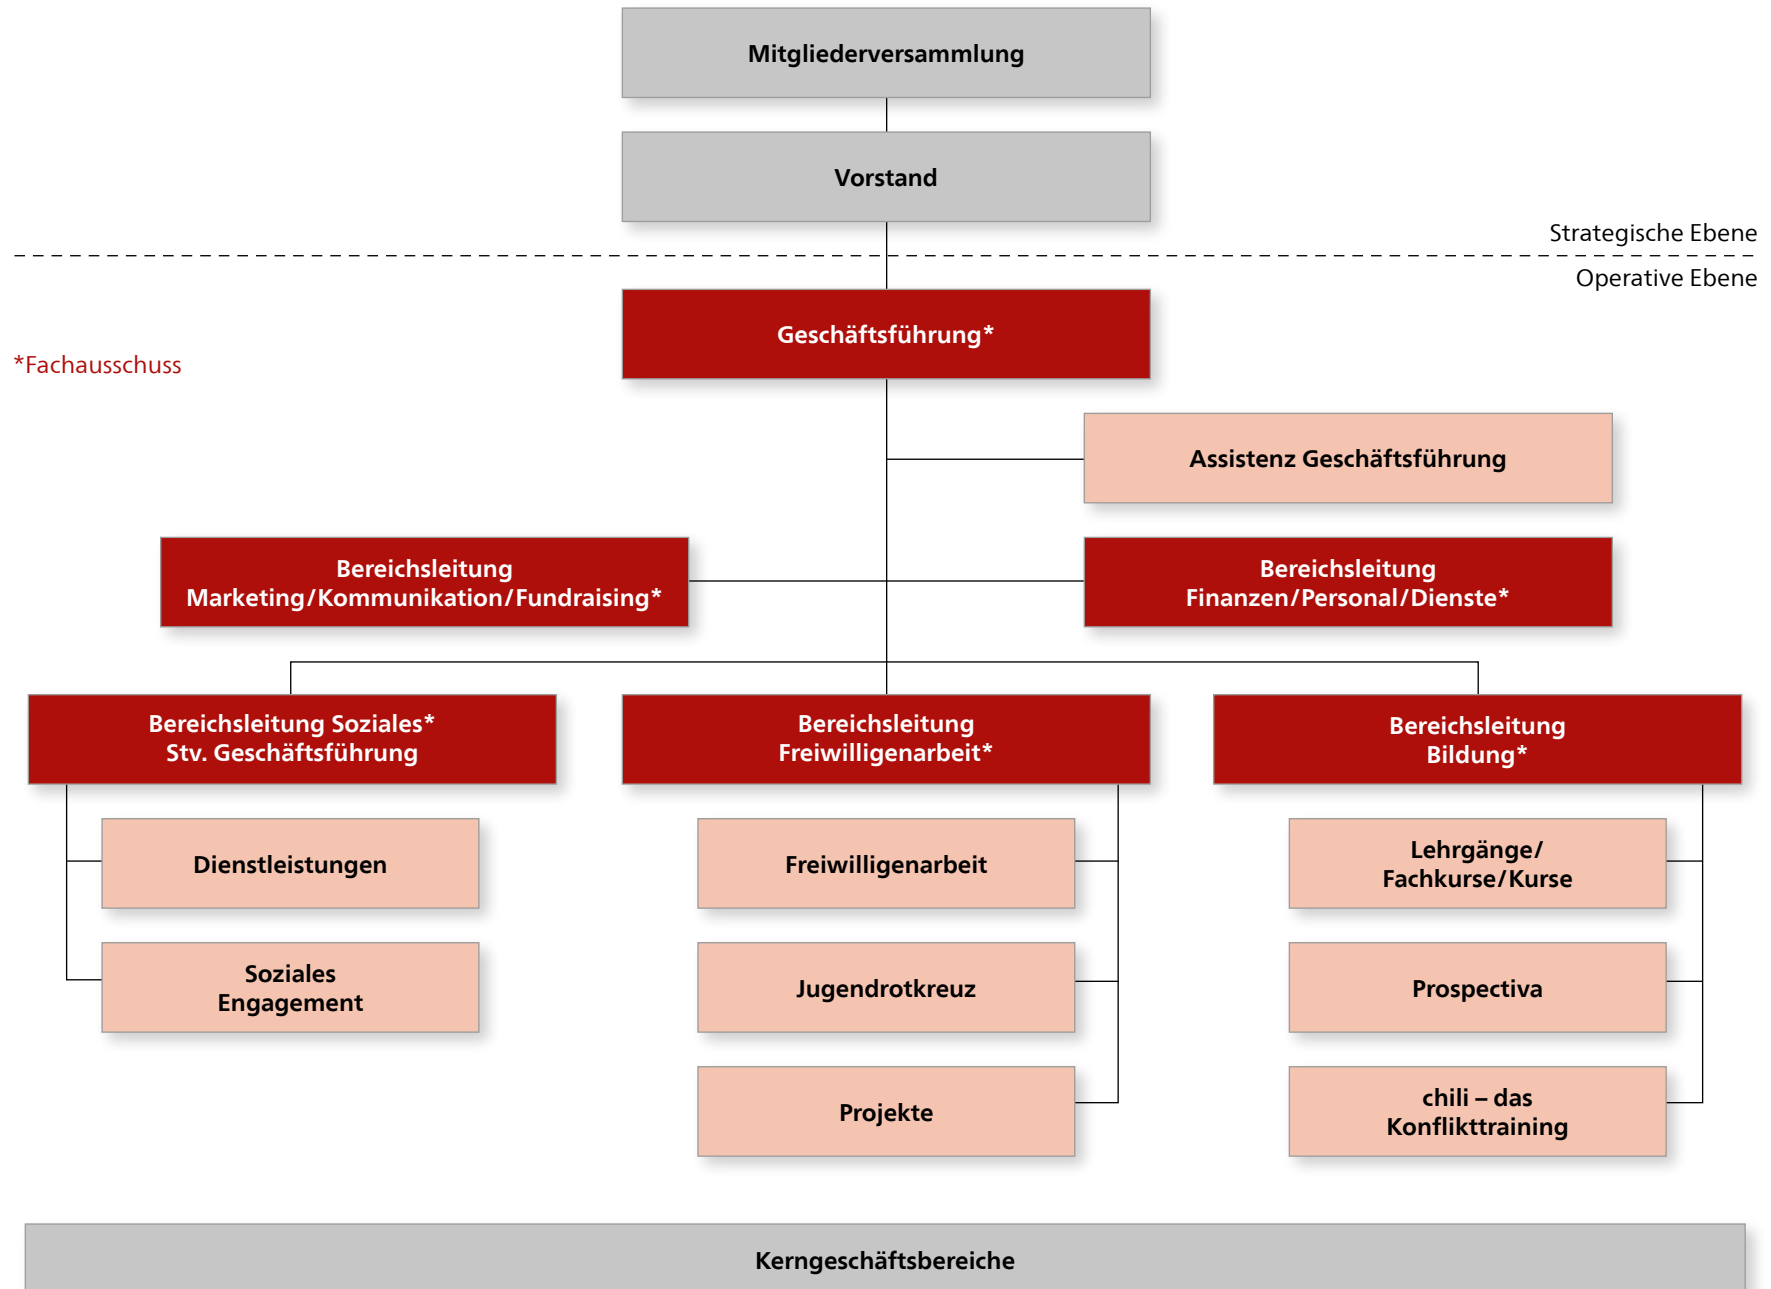 Mitgliederversammlung
Vorstand
Strategische Ebene
Operative Ebene
Geschäftsführung*
*Fachausschuss
Assistenz Geschäftsführung
Bereichsleitung
Marketing/Kommunikation/Fundraising*
Bereichsleitung
Finanzen/Personal/Dienste*
Bereichsleitung Soziales*
Stv. Geschäftsführung
Bereichsleitung
Freiwilligenarbeit*
Bereichsleitung
Bildung*
Dienstleistungen
Freiwilligenarbeit
Lehrgänge/
Fachkurse/Kurse
Soziales
Engagement
Jugendrotkreuz
Prospectiva
Projekte
chili – das
Konflikttraining
Kerngeschäftsbereiche